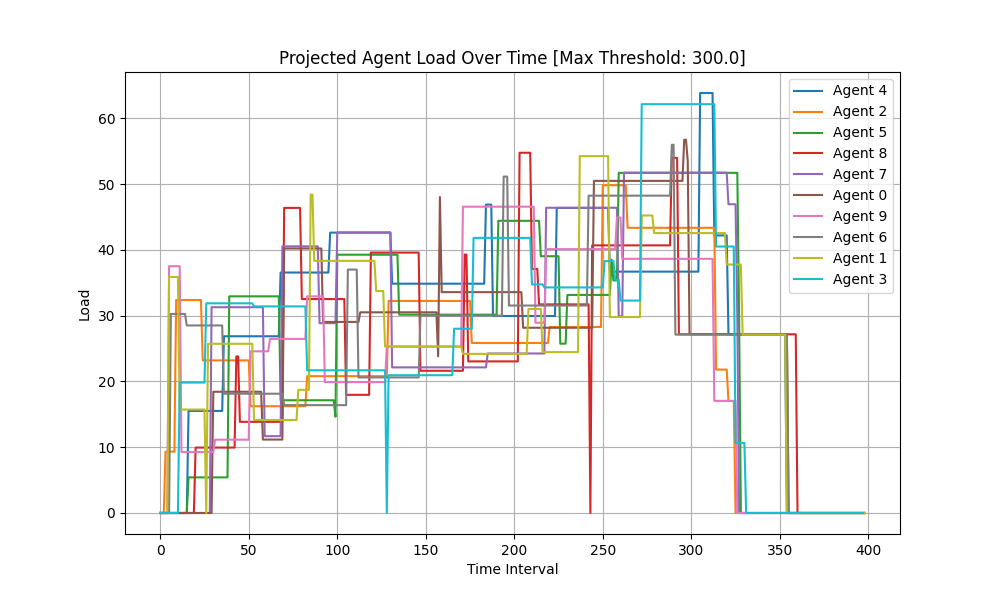 Projected Agent Load Over Time [Max Threshold: 300.0]
Load
60
50
40
30
20
10
0
0 50 100 150 200 250 300 350 400
Time Interval
Agent 4
Agent 2
Agent 5
Agent 8
Agent 7
Agent 0
Agent 9
Agent 6
Agent 1
Agent 3